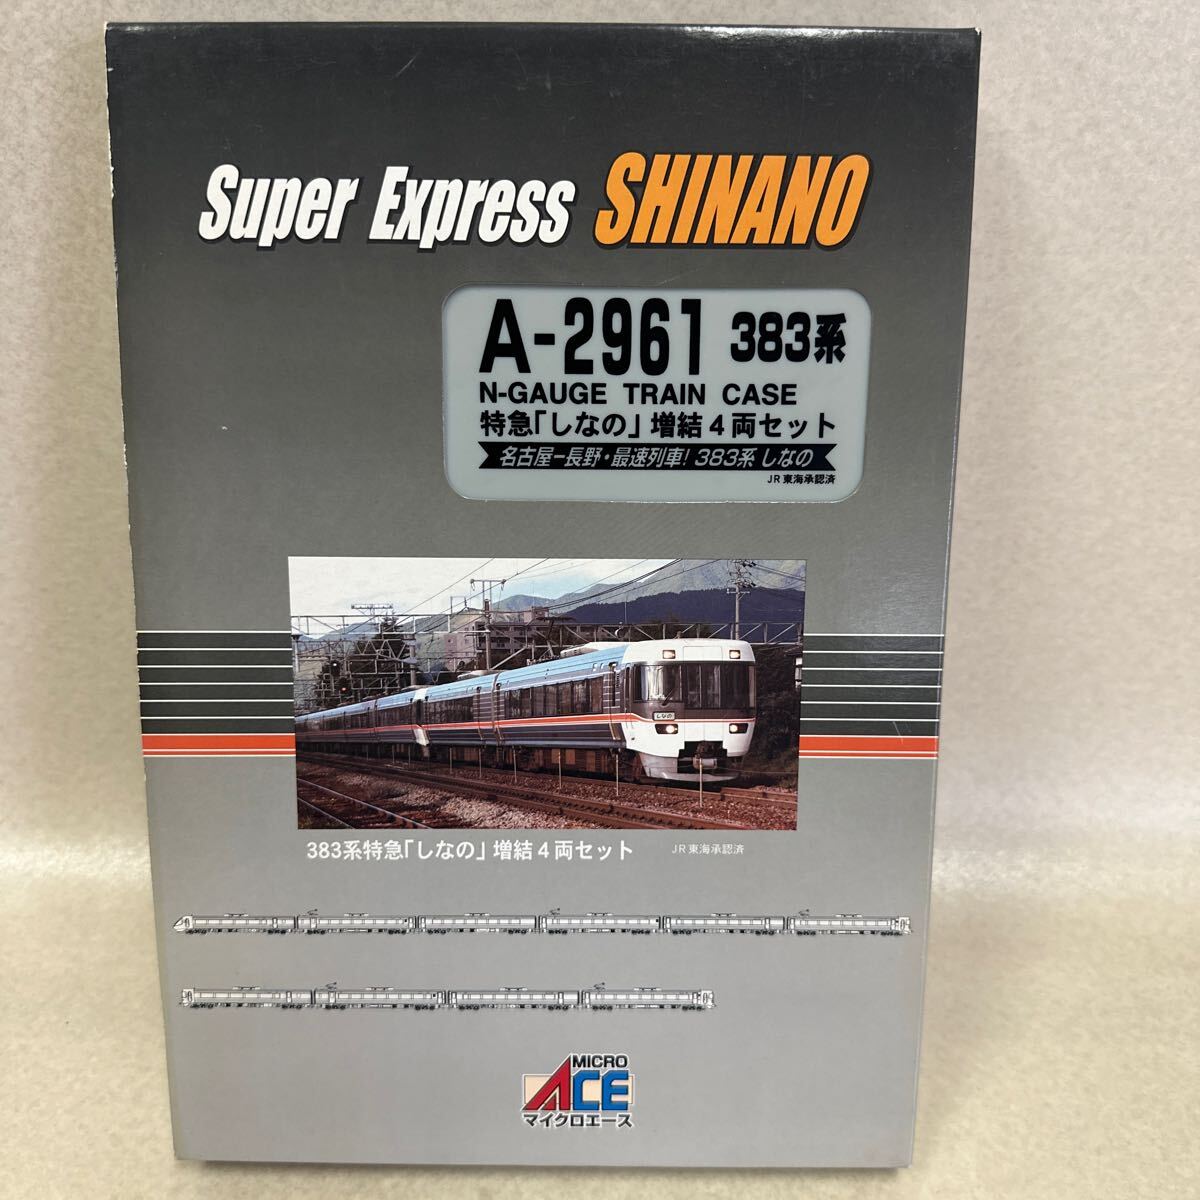 Super Express SHINANO
A-2961 383系
N-GAUGE TRAIN CASE
特急「しなの」増結4両セット
名古屋ー長野・最速列車! 383系 しなの
JR東海承認済
しなの
383系特急「しなの」増結4両セット JR東海承認済
MICRO
ACE
マイクロエース